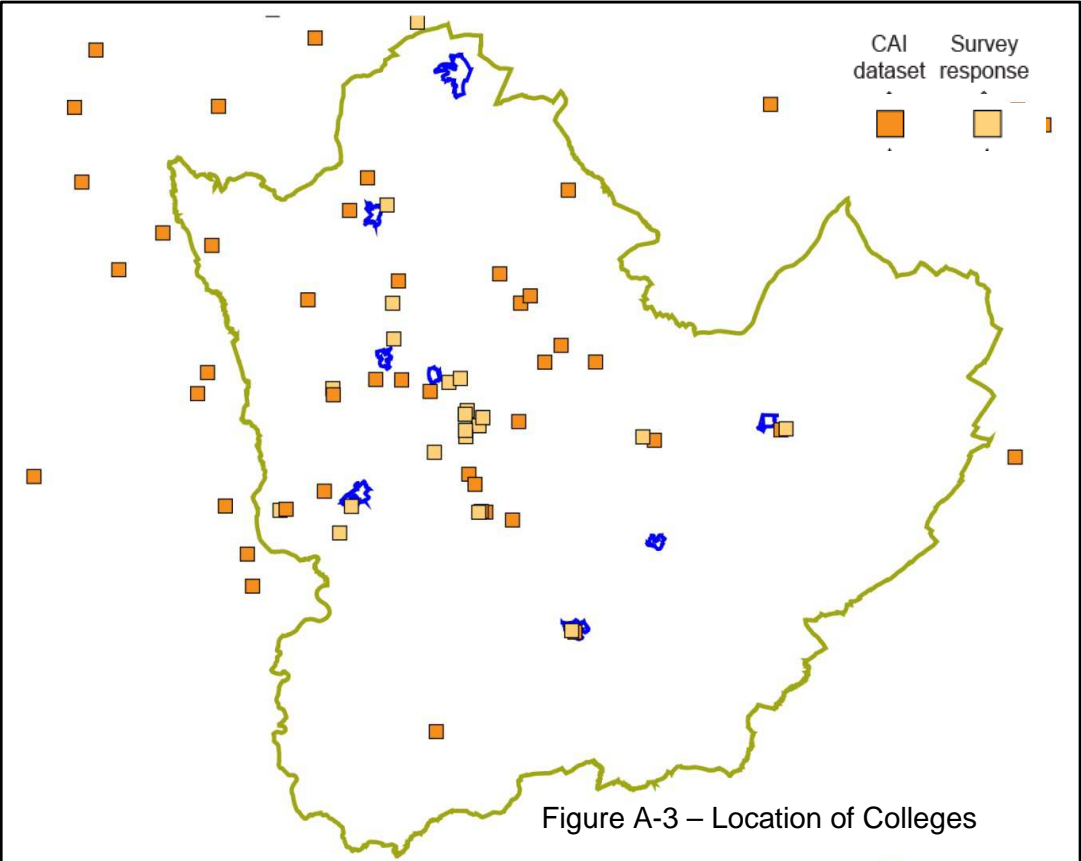 CAI Survey
dataset response
Figure A-3 – Location of Colleges